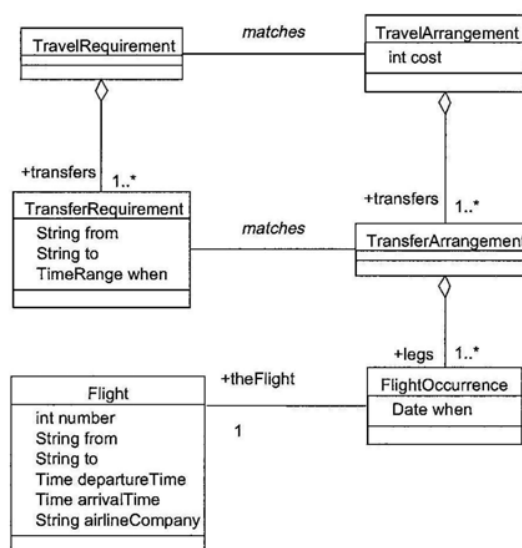 TravelRequirement
matches
TravelArrangement
int cost
+transfers
1..*
+transfers
1..*
TransferRequirement
String from
String to
TimeRange when
matches
TransferArrangement
+legs
1..*
Flight
int number
String from
String to
Time departureTime
Time arrivalTime
String airlineCompany
+theFlight
1
FlightOccurrence
Date when